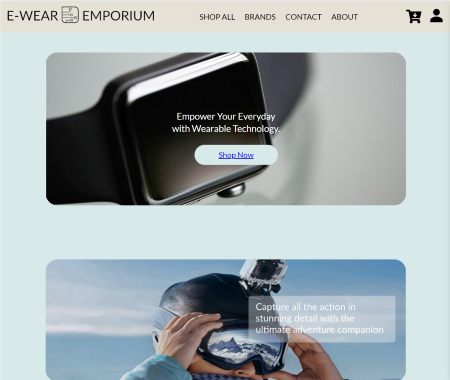 E-WEAR EMPORIUM
SHOP ALL BRANDS CONTACT ABOUT
Empower Your Everyday
with Wearable Technology.
Shop Now
Capture all the action in
stunning detail with the
ultimate adventure companion